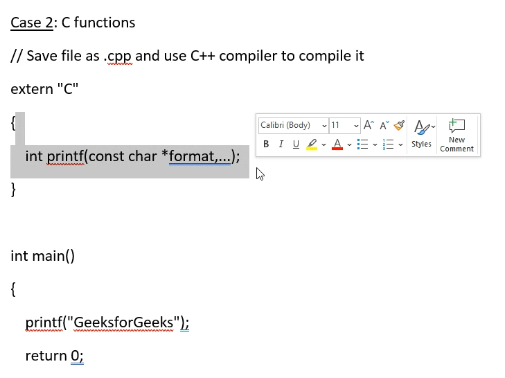 Case 2: C functions
// Save file as .cpp and use C++ compiler to compile it
extern "C"
{
Calibri (Body) 11 A A A
B I U A Styles New Comment
int printf(const char *format,...);
}
int main()
{
printf("GeeksforGeeks");
return 0;